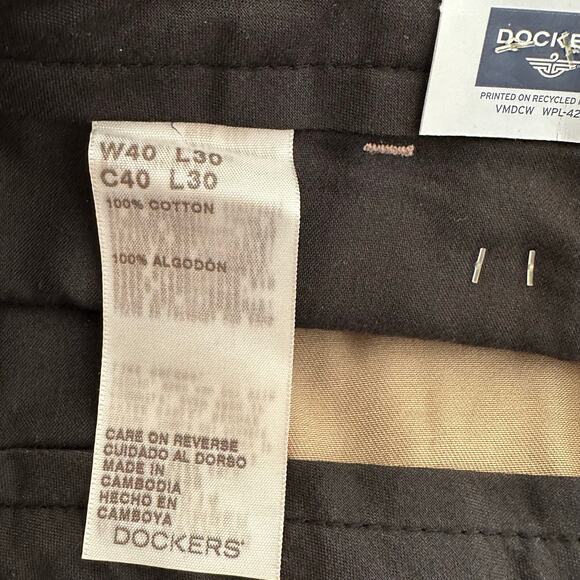 DOCKE
PRINTED ON RECYCLED
VMDCW WPL-42
W40 L30
C40 L30
100% COTTON
100% ALGODÓN
CARE ON REVERSE
CUIDADO AL DORSO
MADE IN
CAMBODIA
HECHO EN
CAMBOYA
DOCKERS